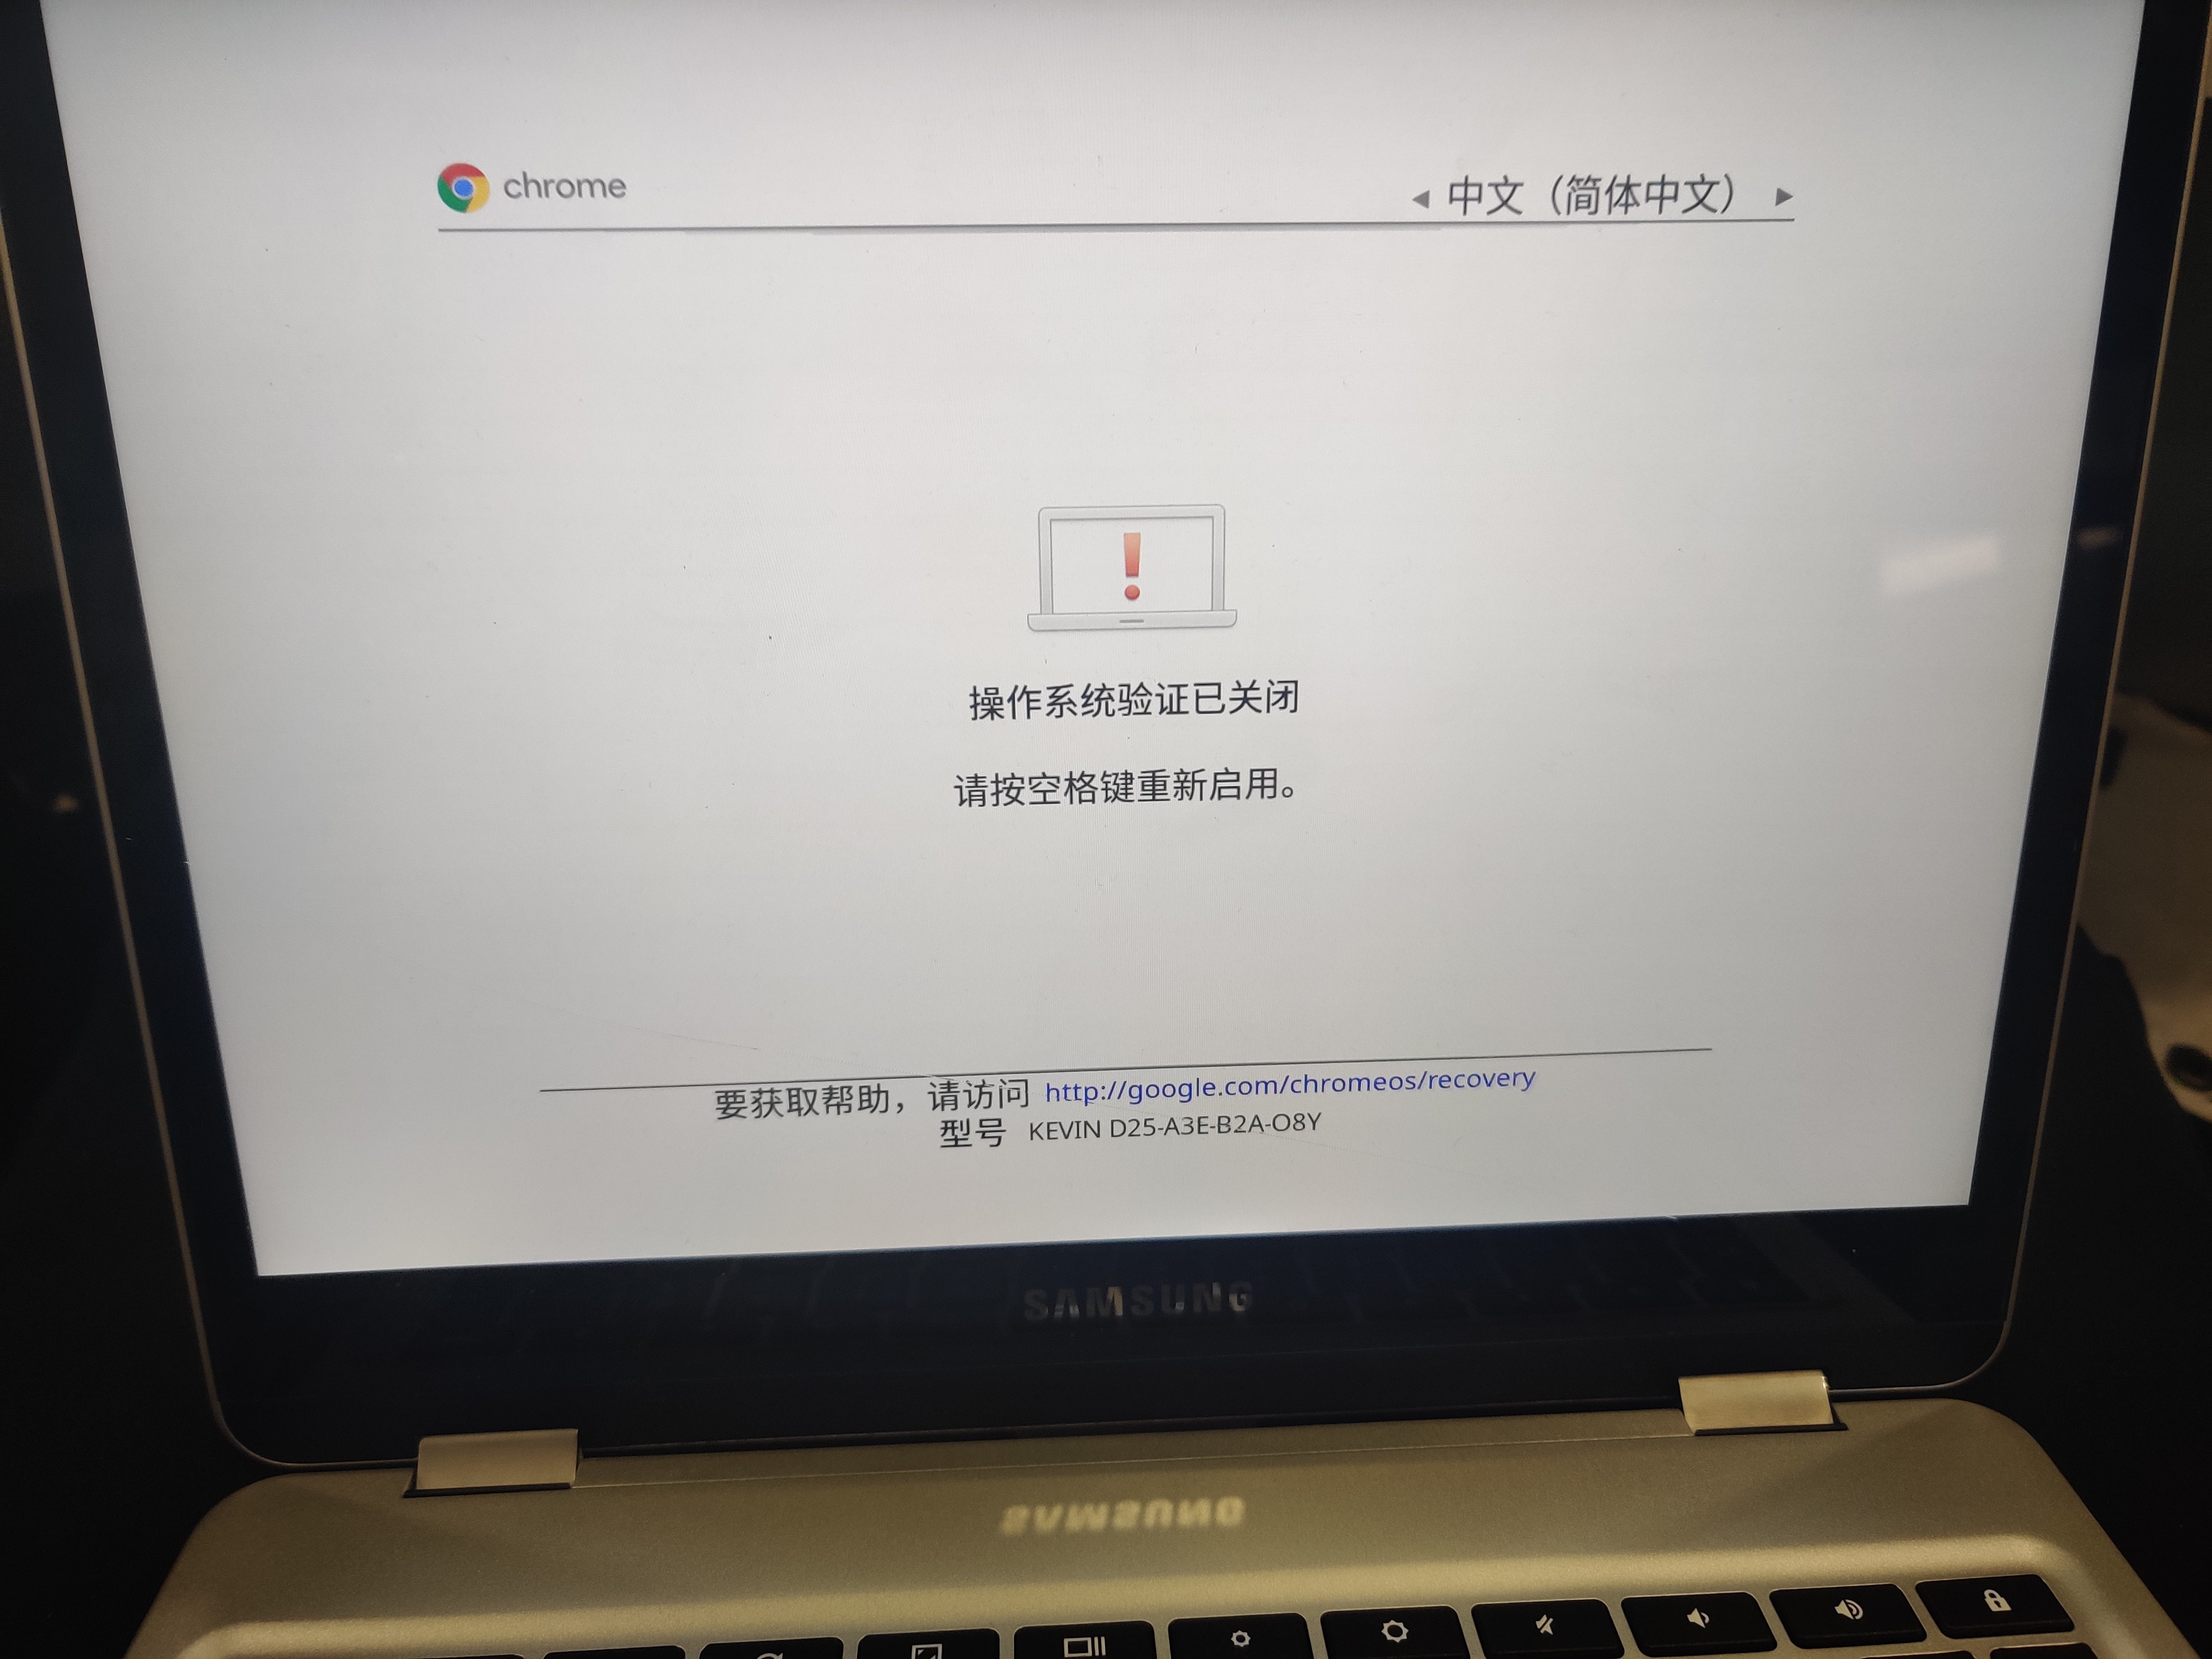 chrome
中文（简体中文）
操作系统验证已关闭
请按空格键重新启用。
要获取帮助，请访问 http://google.com/chromeos/recovery
型号 KEVIN D25-A3E-B2A-O8Y
SAMSUNG